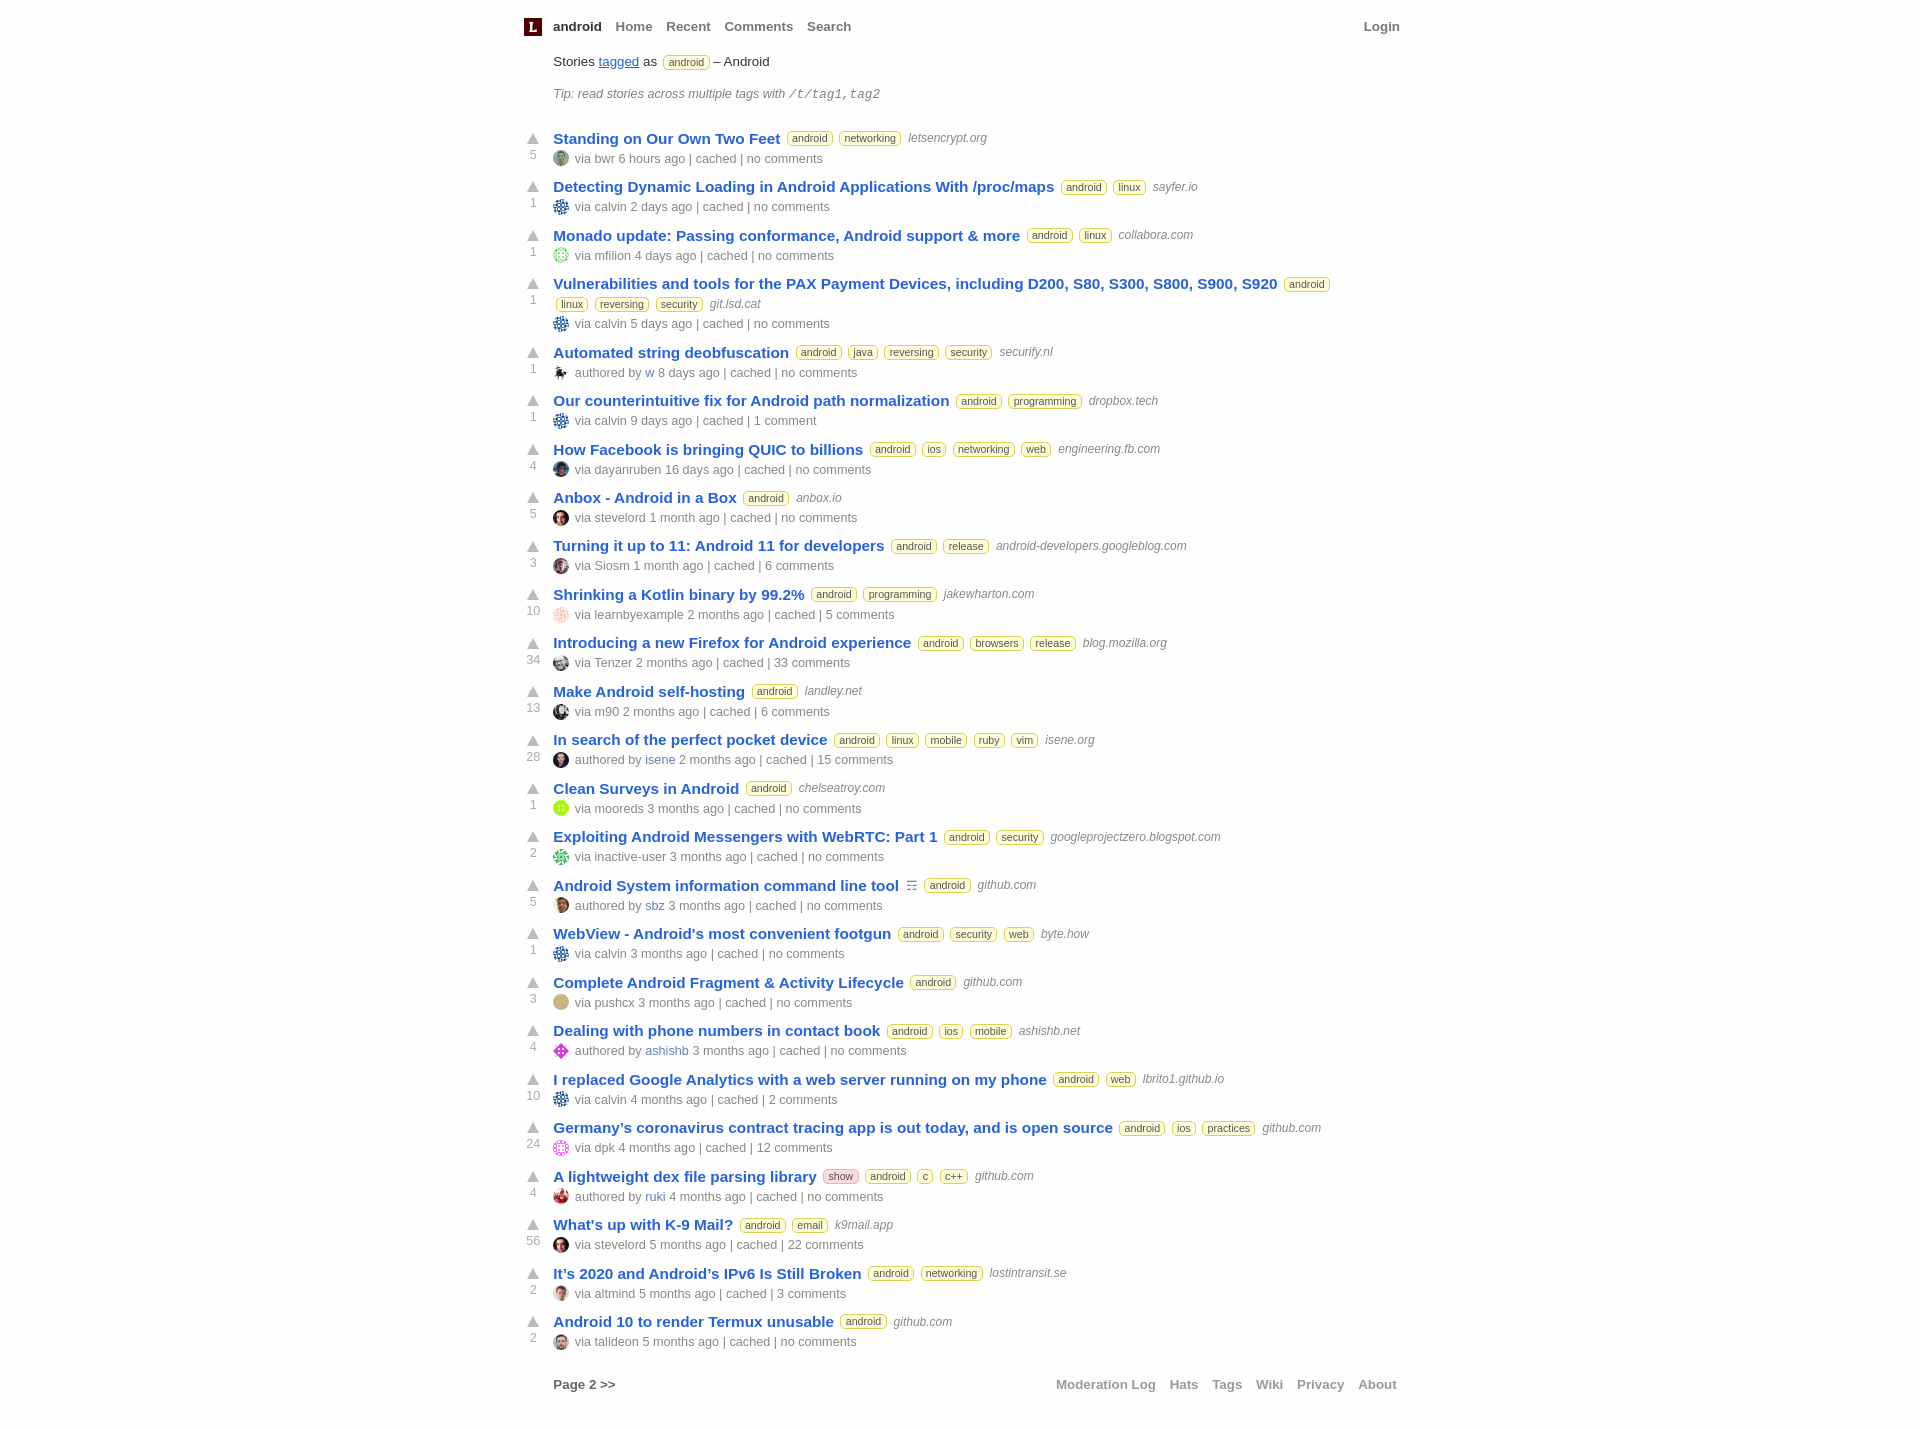 L android Home Recent Comments Search Login
Stories tagged as android – Android
Tip: read stories across multiple tags with /t/tag1,tag2
Standing on Our Own Two Feet android networking letsencrypt.org
5 via bwr 6 hours ago | cached | no comments
Detecting Dynamic Loading in Android Applications With /proc/maps android linux sayfer.io
1 via calvin 2 days ago | cached | no comments
Monado update: Passing conformance, Android support & more android linux collabora.com
1 via mfilion 4 days ago | cached | no comments
Vulnerabilities and tools for the PAX Payment Devices, including D200, S80, S300, S800, S900, S920 android
1 linux reversing security git.lsd.cat
via calvin 5 days ago | cached | no comments
Automated string deobfuscation android java reversing security securify.nl
1 authored by w 8 days ago | cached | no comments
Our counterintuitive fix for Android path normalization android programming dropbox.tech
1 via calvin 9 days ago | cached | 1 comment
How Facebook is bringing QUIC to billions android ios networking web engineering.fb.com
4 via dayanruben 16 days ago | cached | no comments
Anbox - Android in a Box android anbox.io
5 via stevelord 1 month ago | cached | no comments
Turning it up to 11: Android 11 for developers android release android-developers.googleblog.com
3 via Siosm 1 month ago | cached | 6 comments
Shrinking a Kotlin binary by 99.2% android programming jakewharton.com
10 via learnbyexample 2 months ago | cached | 5 comments
Introducing a new Firefox for Android experience android browsers release blog.mozilla.org
34 via Tenzer 2 months ago | cached | 33 comments
Make Android self-hosting android landley.net
13 via m90 2 months ago | cached | 6 comments
In search of the perfect pocket device android linux mobile ruby vim isene.org
28 authored by isene 2 months ago | cached | 15 comments
Clean Surveys in Android android chelseatroy.com
1 via mooreds 3 months ago | cached | no comments
Exploiting Android Messengers with WebRTC: Part 1 android security googleprojectzero.blogspot.com
2 via inactive-user 3 months ago | cached | no comments
Android System information command line tool ☶ android github.com
5 authored by sbz 3 months ago | cached | no comments
WebView - Android's most convenient footgun android security web byte.how
1 via calvin 3 months ago | cached | no comments
Complete Android Fragment & Activity Lifecycle android github.com
3 via pushcx 3 months ago | cached | no comments
Dealing with phone numbers in contact book android ios mobile ashishb.net
4 authored by ashishb 3 months ago | cached | no comments
I replaced Google Analytics with a web server running on my phone android web lbrito1.github.io
10 via calvin 4 months ago | cached | 2 comments
Germany’s coronavirus contract tracing app is out today, and is open source android ios practices github.com
24 via dpk 4 months ago | cached | 12 comments
A lightweight dex file parsing library show android c c++ github.com
4 authored by ruki 4 months ago | cached | no comments
What's up with K-9 Mail? android email k9mail.app
56 via stevelord 5 months ago | cached | 22 comments
It’s 2020 and Android’s IPv6 Is Still Broken android networking lostintransit.se
2 via altmind 5 months ago | cached | 3 comments
Android 10 to render Termux unusable android github.com
2 via talideon 5 months ago | cached | no comments
Page 2 >> Moderation Log Hats Tags Wiki Privacy About